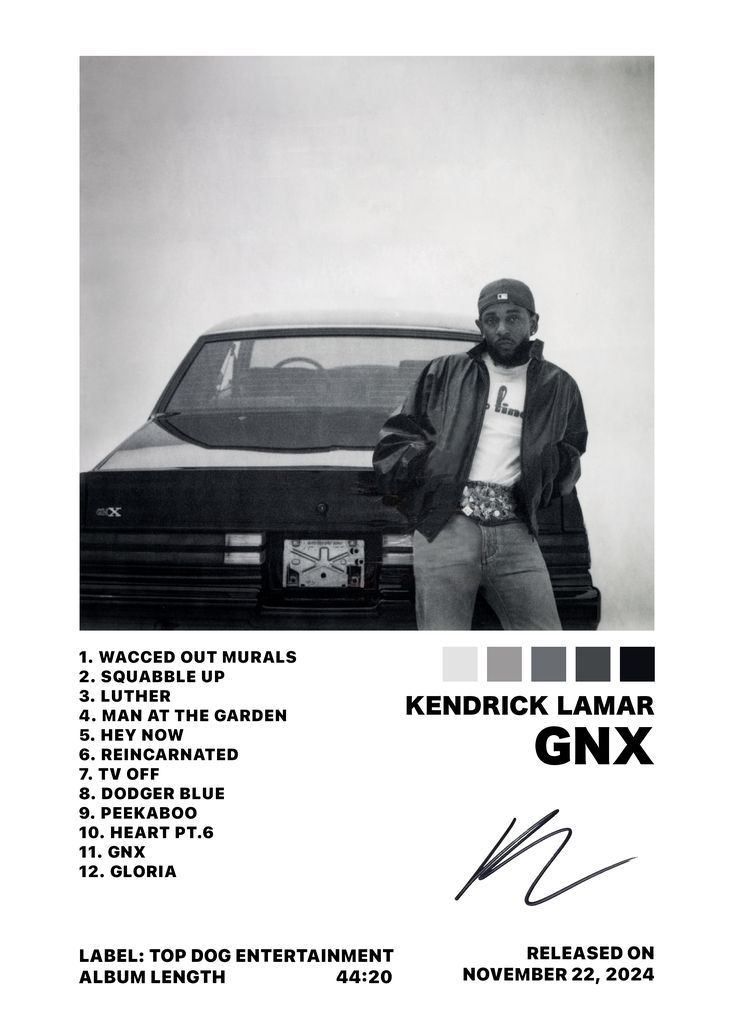 GNX
1. WACCED OUT MURALS
2. SQUABBLE UP
3. LUTHER
4. MAN AT THE GARDEN
5. HEY NOW
6. REINCARNATED
7. TV OFF
8. DODGER BLUE
9. PEEKABOO
10. HEART PT.6
11. GNX
12. GLORIA
KENDRICK LAMAR
GNX
LABEL: TOP DOG ENTERTAINMENT
ALBUM LENGTH 44:20
RELEASED ON
NOVEMBER 22, 2024